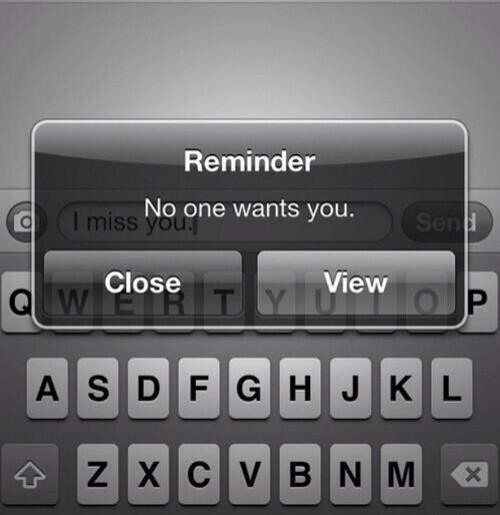 Reminder
No one wants you.
I miss you.
Send
Close
View
Q W E R T Y U I O P
A S D F G H J K L
Z X C V B N M